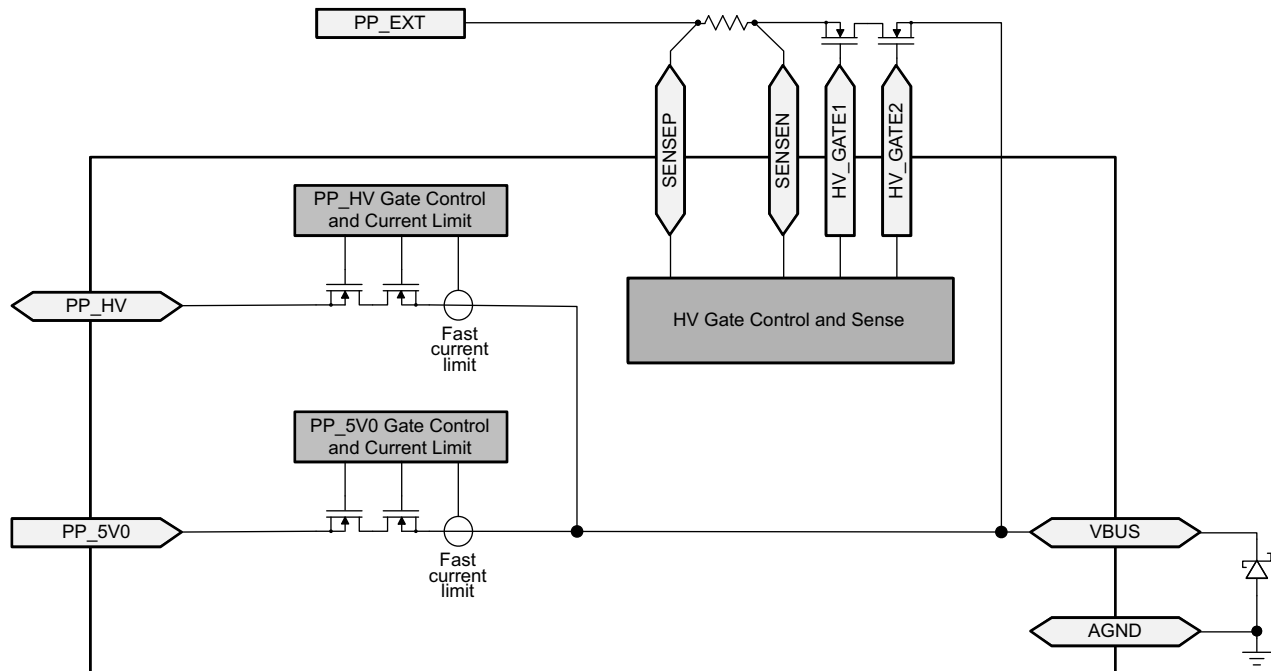 PP_EXT
SENSEP
SENSEN
HV_GATE1
HV_GATE2
PP_HV Gate Control
and Current Limit
PP_HV
Fast
current
limit
HV Gate Control and Sense
PP_5V0 Gate Control
and Current Limit
PP_5V0
Fast
current
limit
VBUS
AGND